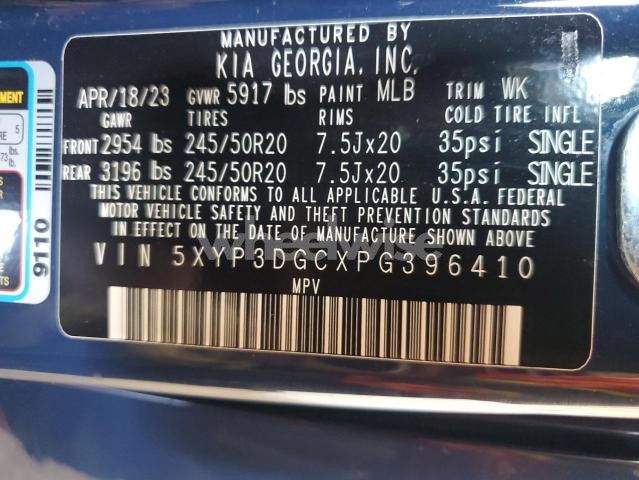 MANUFACTURED BY
KIA GEORGIA, INC.
APR/18/23 GVWR 5917 lbs PAINT MLB TRIM WK
GAWR TIRES RIMS COLD TIRE INFL
FRONT 2954 lbs 245/50R20 7.5Jx20 35psi SINGLE
REAR 3196 lbs 245/50R20 7.5Jx20 35psi SINGLE
THIS VEHICLE CONFORMS TO ALL APPLICABLE U.S.A. FEDERAL
MOTOR VEHICLE SAFETY AND THEFT PREVENTION STANDARDS
IN EFFECT ON THE DATE OF MANUFACTURE SHOWN ABOVE
VIN 5XYP3DGCXPG396410
MPV
wheelwise
5
9110